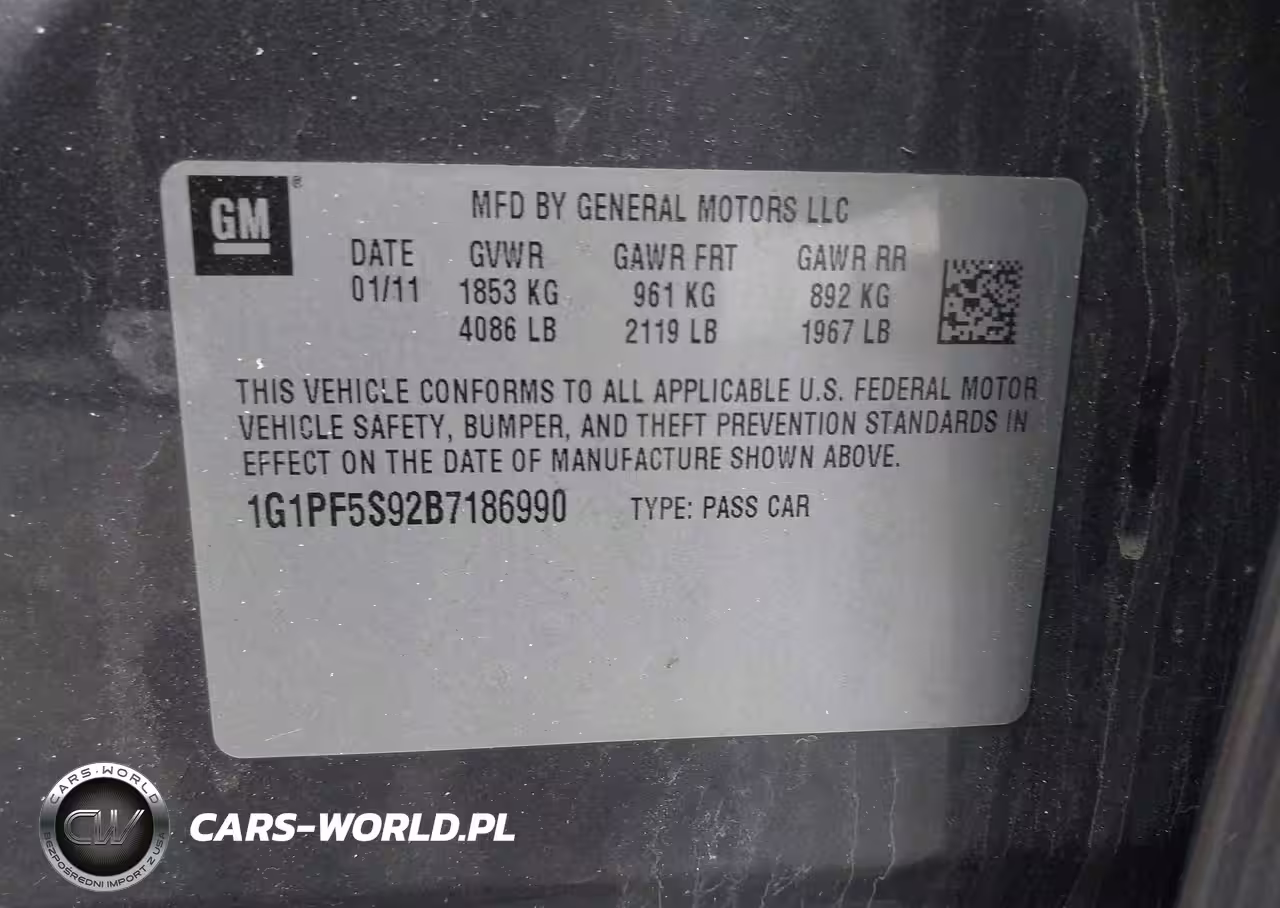 GM ®
MFD BY GENERAL MOTORS LLC
DATE GVWR GAWR FRT GAWR RR
01/11 1853 KG 961 KG 892 KG
4086 LB 2119 LB 1967 LB
THIS VEHICLE CONFORMS TO ALL APPLICABLE U.S. FEDERAL MOTOR
VEHICLE SAFETY, BUMPER, AND THEFT PREVENTION STANDARDS IN
EFFECT ON THE DATE OF MANUFACTURE SHOWN ABOVE.
1G1PF5S92B7186990 TYPE: PASS CAR
CARS-WORLD
CW
BEZPOŚREDNI IMPORT Z USA
CARS-WORLD.PL